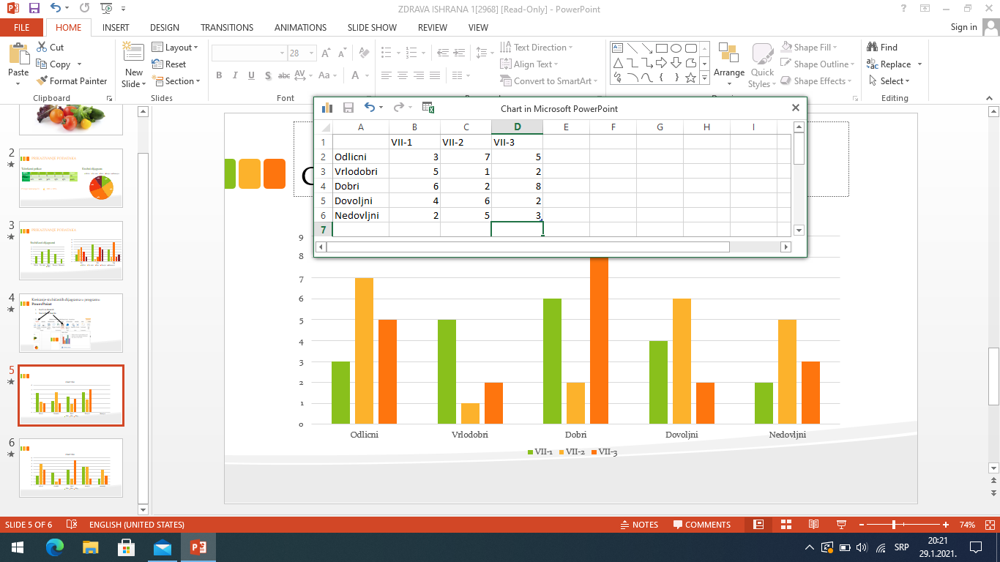 ZDRAVA ISHRANA 1[2968] [Read-Only] - PowerPoint
FILE HOME INSERT DESIGN TRANSITIONS ANIMATIONS SLIDE SHOW REVIEW VIEW Sign in
Paste Cut Copy Format Painter
Clipboard
New Slide Layout Reset Section
Slides
28
Font
Text Direction
Align Text
Convert to SmartArt
Arrange Quick Styles
Shape Fill
Shape Outline
Shape Effects
Find
Replace
Select
Editing
Chart in Microsoft PowerPoint
A B C D E F G H I
1 VII-1 VII-2 VII-3
2 Odlicni 3 7 5
3 Vrlodobri 5 1 2
4 Dobri 6 2 8
5 Dovoljni 4 6 2
6 Nedovljni 2 5 3
7
2
3
4
Kreiranje stubičastih dijagrama u programu
PowerPoint
5
6
9
8
7
6
5
4
3
2
1
0
Odlicni Vrlodobri Dobri Dovoljni Nedovljni
VII-1 VII-2 VII-3
SLIDE 5 OF 6 ENGLISH (UNITED STATES) NOTES COMMENTS 74%
SRP
20:21
29.1.2021.